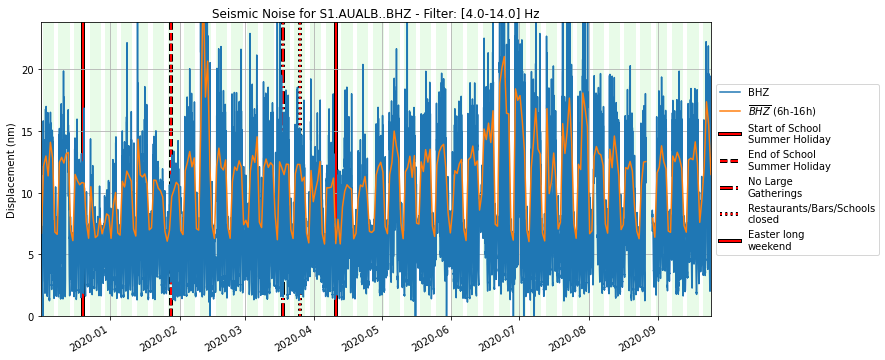 Seismic Noise for S1.AUALB..BHZ - Filter: [4.0-14.0] Hz
Displacement (nm)
20
15
10
5
0
2020-01
2020-02
2020-03
2020-04
2020-05
2020-06
2020-07
2020-08
2020-09
BHZ
BHZ (6h-16h)
Start of School
Summer Holiday
End of School
Summer Holiday
No Large
Gatherings
Restaurants/Bars/Schools
closed
Easter long
weekend